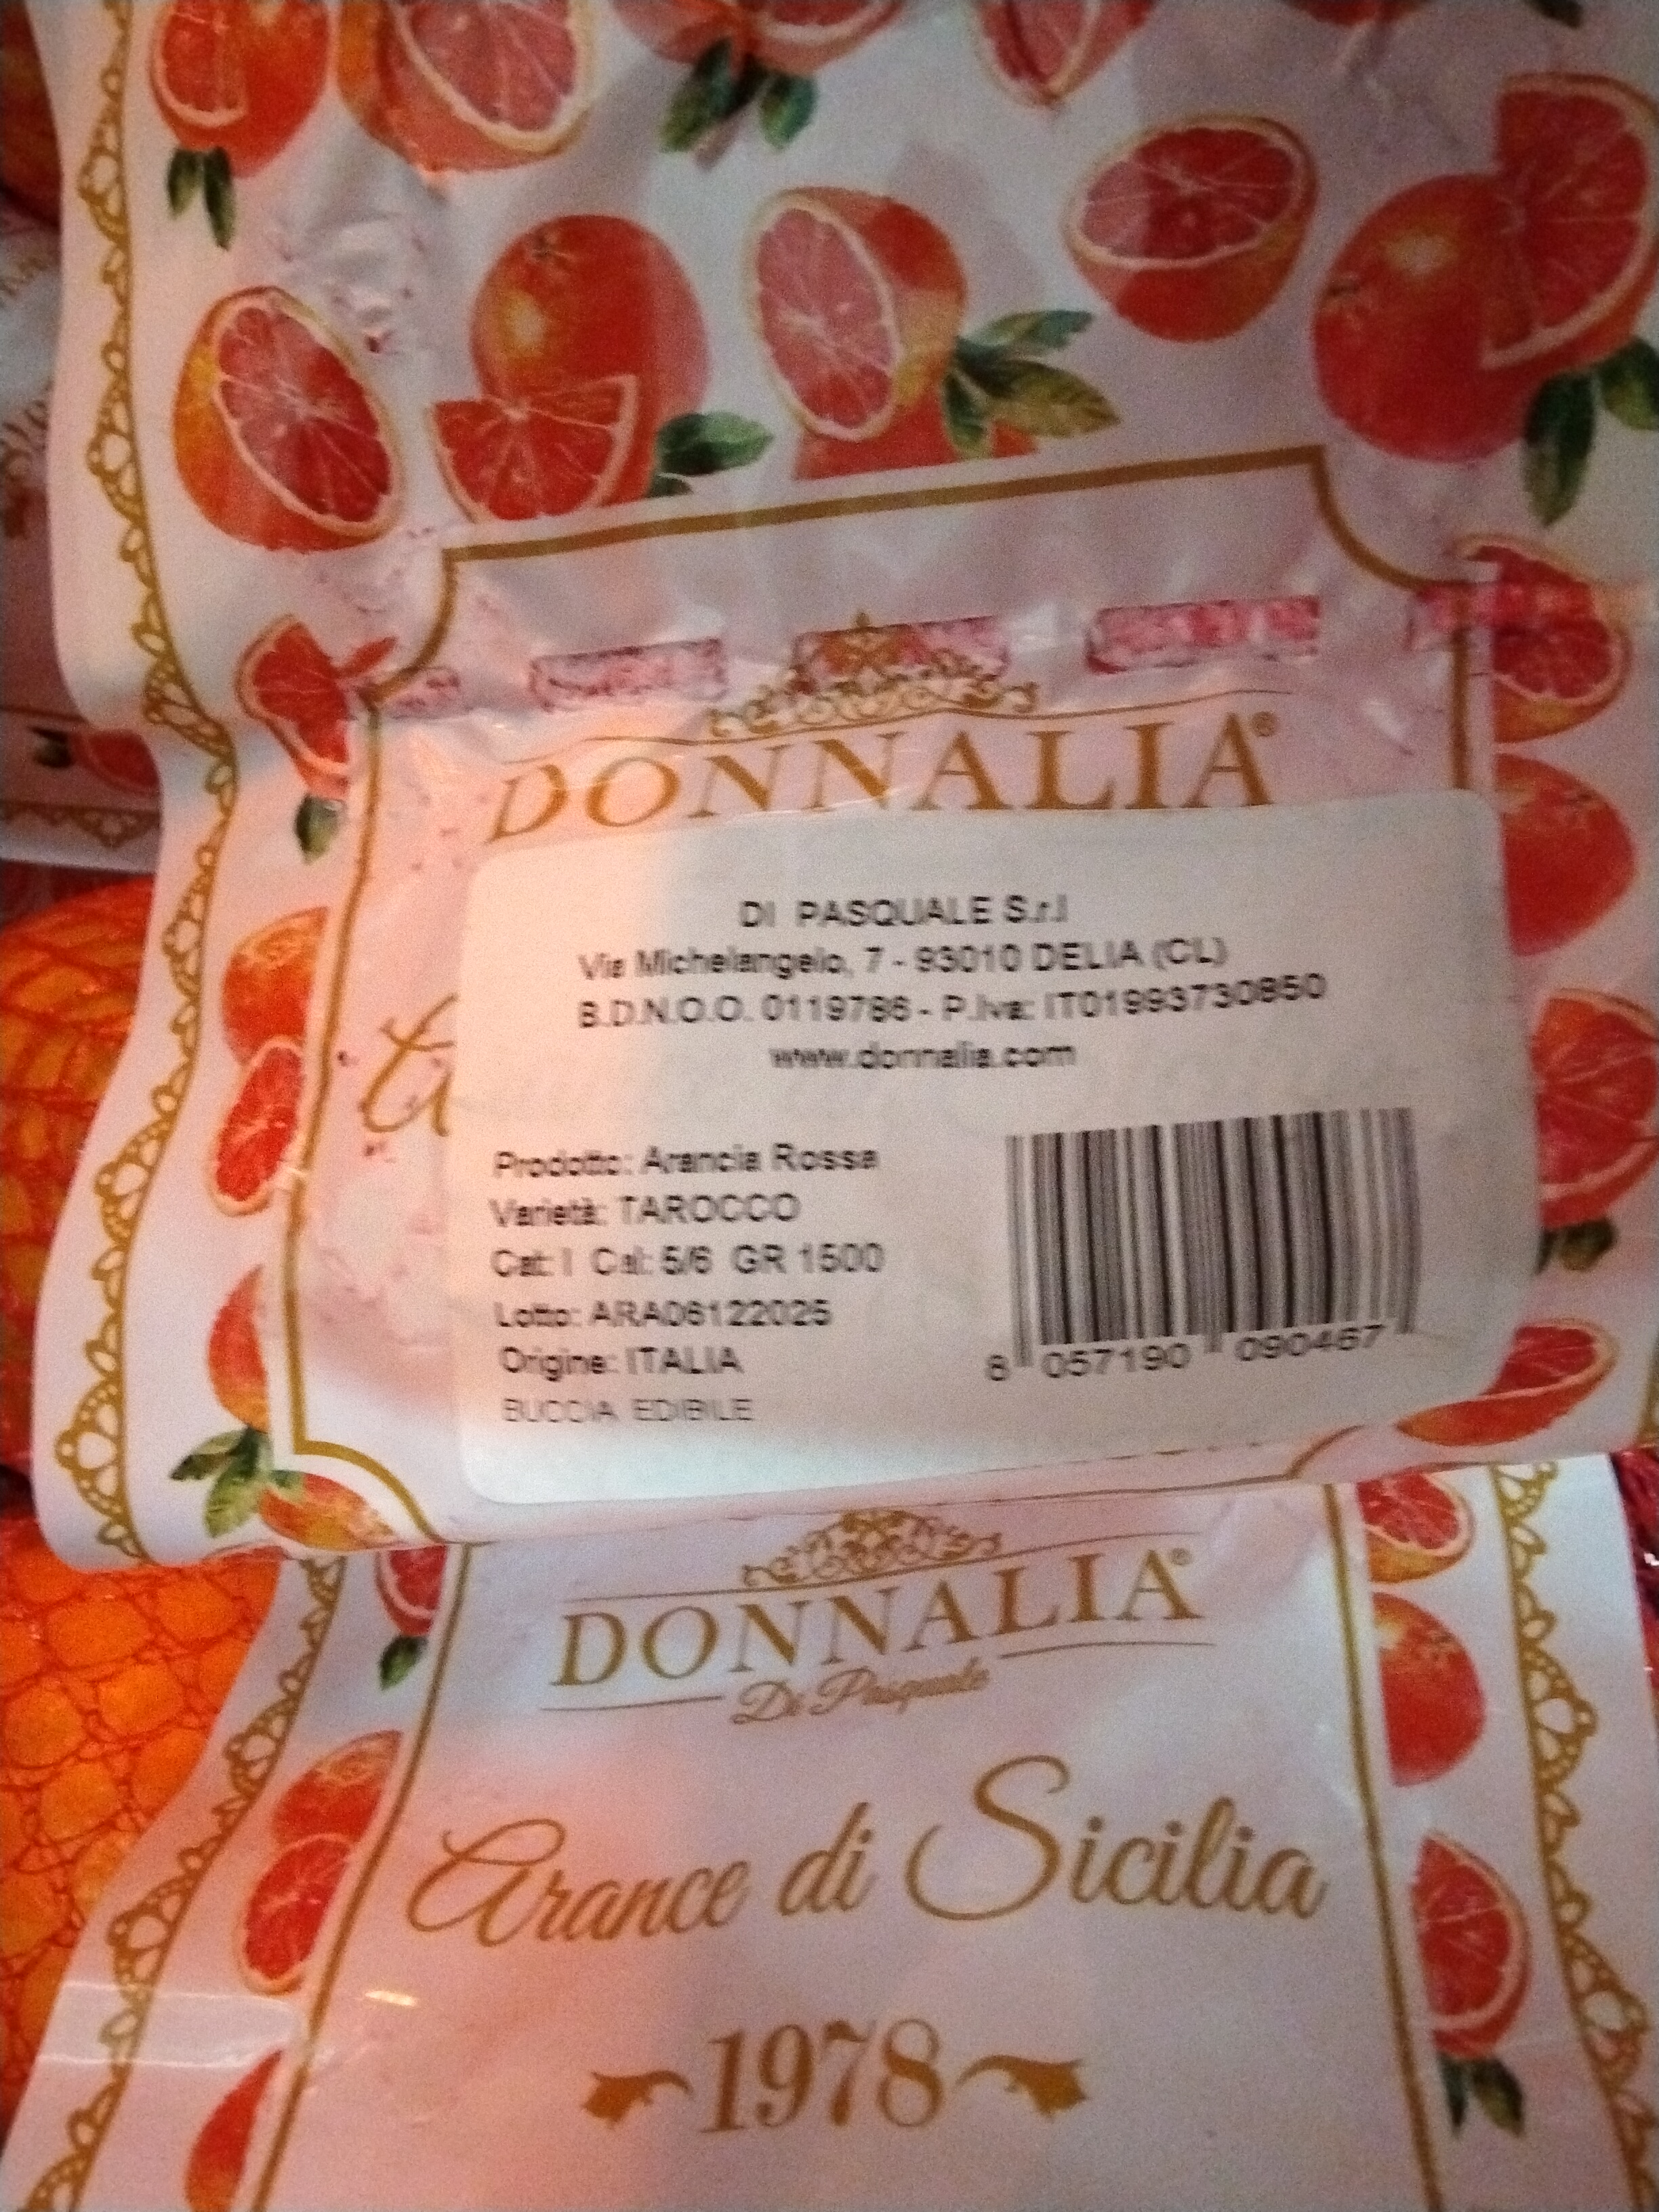 DONNALIA®
DI PASQUALE S.r.l
Via Michelangelo, 7 - 93010 DELIA (CL)
B.D.N.O.O. 0119786 - P.Iva: IT01993730850
www.donnalia.com
Prodotto: Arancia Rossa
Varietà: TAROCCO
Cat: I Cal: 5/6 GR 1500
Lotto: ARA06122025
Origine: ITALIA
BUCCIA EDIBILE
8 057190 090467
DONNALIA®
Di Pasquale
Arance di Sicilia
1978